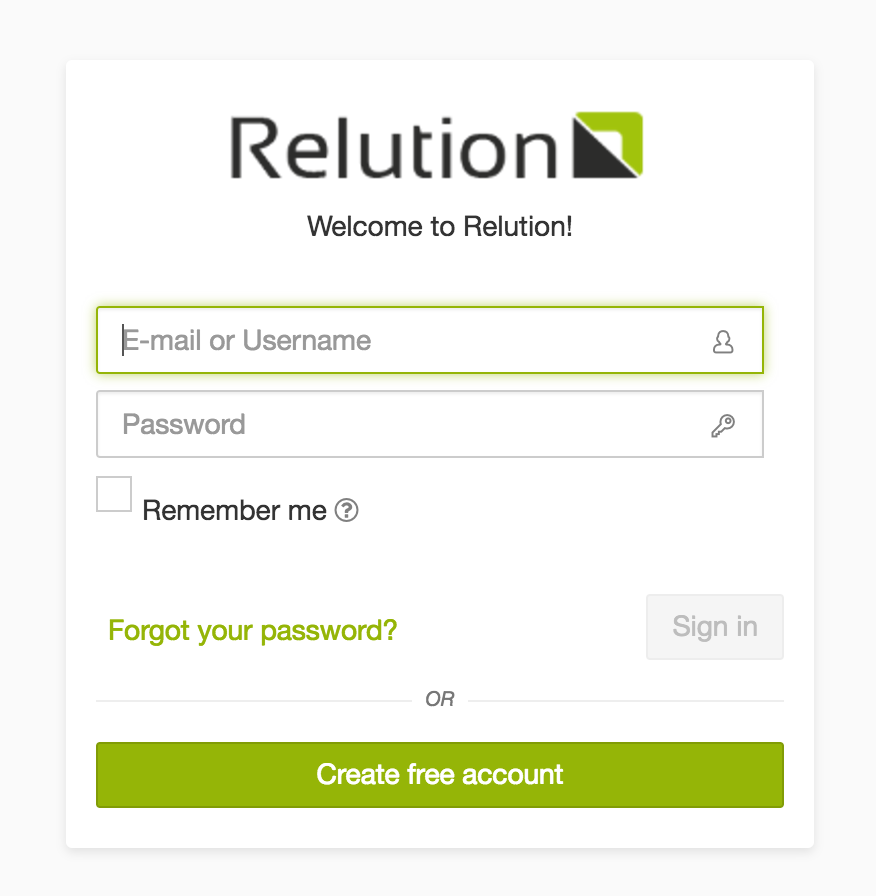 Relution
Welcome to Relution!
E-mail or Username
Password
Remember me ?
Forgot your password?
Sign in
OR
Create free account